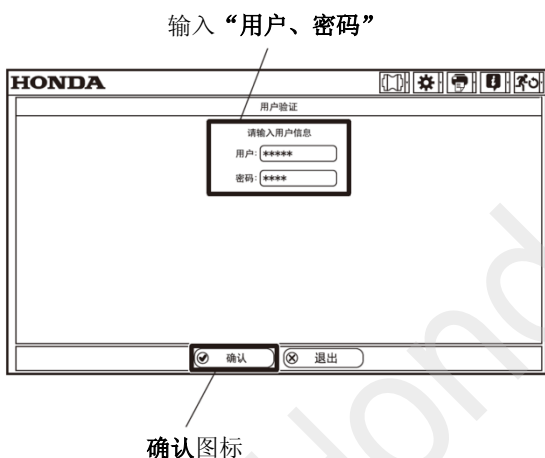 输入“用户、密码”
HONDA
用户验证
请输入用户信息
用户: *****
密码: ****
确认 退出
确认图标